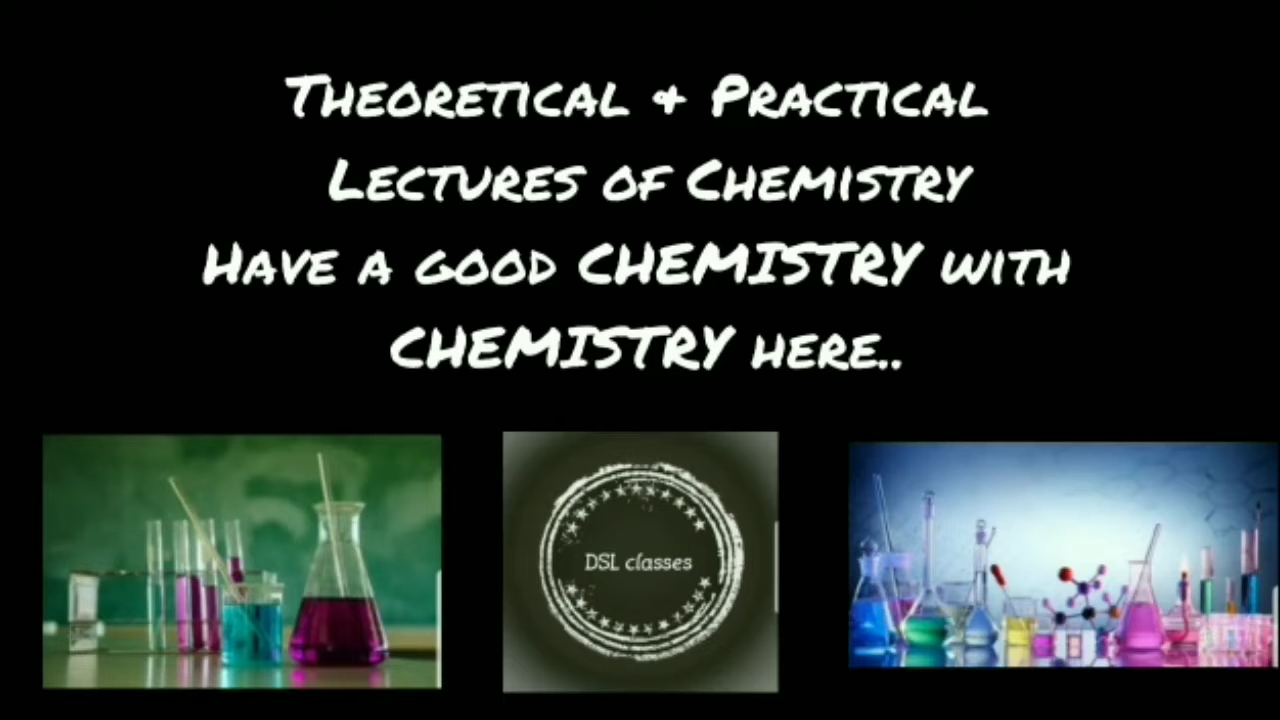 Theoretical & Practical
Lectures of Chemistry
Have a good CHEMISTRY with
CHEMISTRY here..
DSL classes